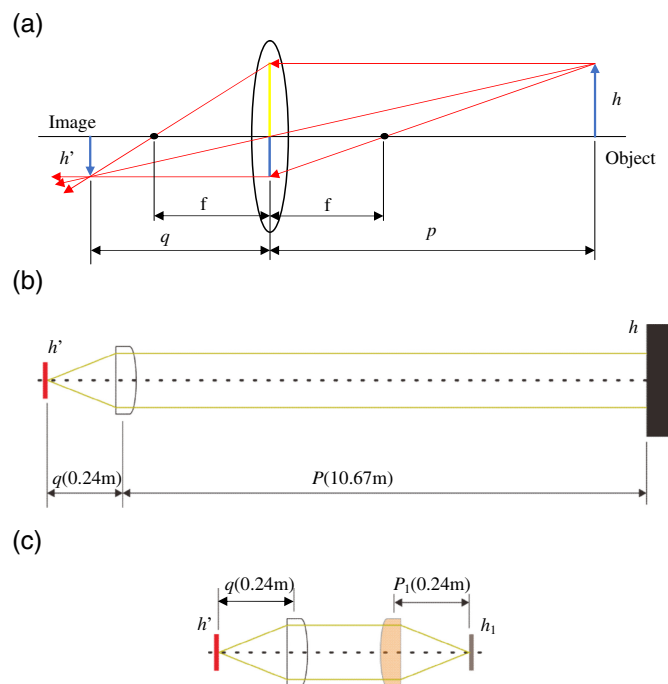 (a)
Image
h
h’
Object
f
f
q
p
(b)
h’
h
q(0.24m)
P(10.67m)
(c)
q(0.24m)
P1(0.24m)
h’
h1